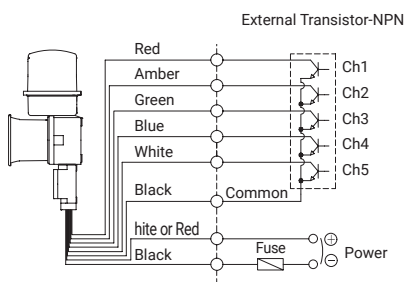 External Transistor-NPN
Red
Ch1
Amber
Ch2
Green
Ch3
Blue
Ch4
White
Ch5
Black
Common
hite or Red
Fuse
+
Power
Black
-